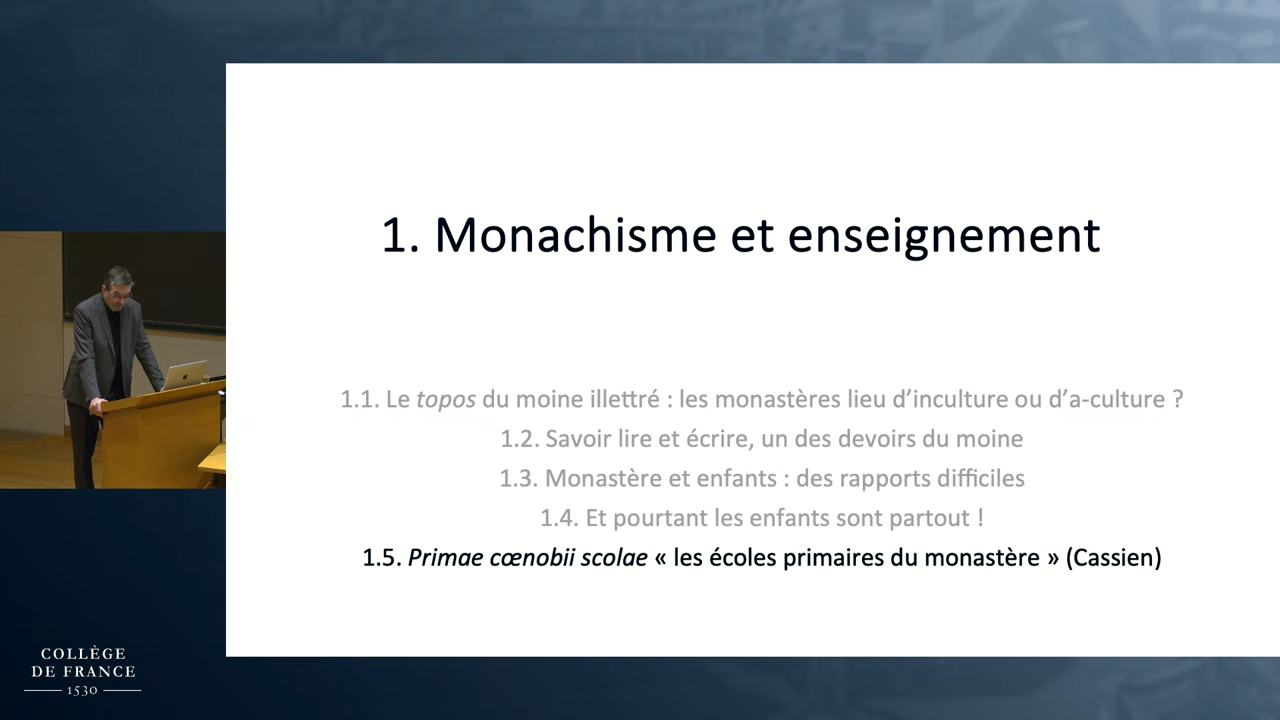 1. Monachisme et enseignement
1.1. Le topos du moine illettré : les monastères lieu d’inculture ou d’a-culture ?
1.2. Savoir lire et écrire, un des devoirs du moine
1.3. Monastère et enfants : des rapports difficiles
1.4. Et pourtant les enfants sont partout !
1.5. Primae cœnobii scolae « les écoles primaires du monastère » (Cassien)
COLLÈGE
DE FRANCE
1530